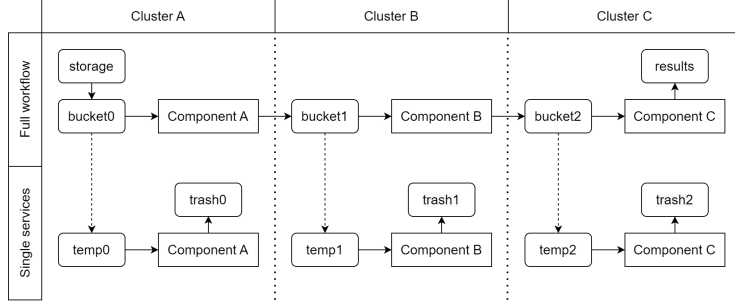 Cluster A
Cluster B
Cluster C
Full workflow
storage
results
bucket0
Component A
bucket1
Component B
bucket2
Component C
Single services
trash0
trash1
trash2
temp0
Component A
temp1
Component B
temp2
Component C